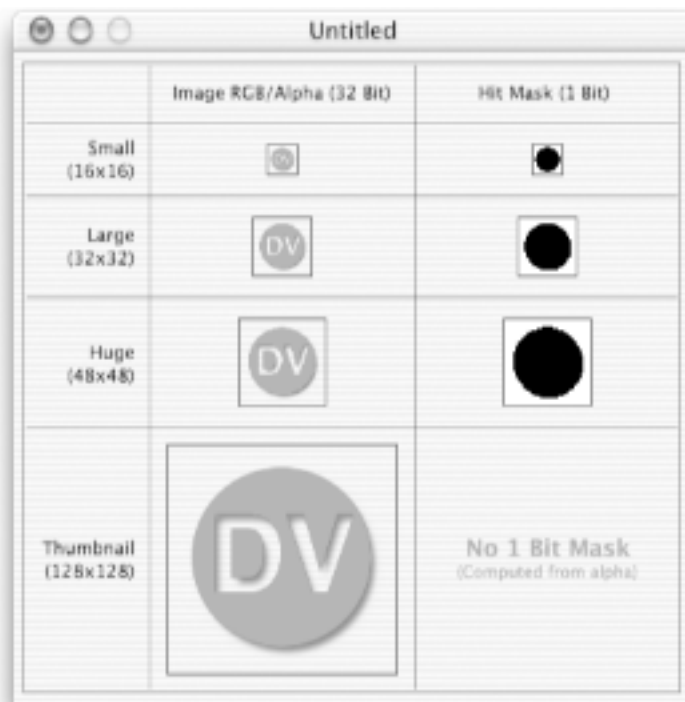 Untitled
Image RGB/Alpha (32 Bit)
Hit Mask (1 Bit)
Small
(16x16)
DV
Large
(32x32)
DV
Huge
(48x48)
DV
Thumbnail
(128x128)
DV
No 1 Bit Mask
(Computed from alpha)